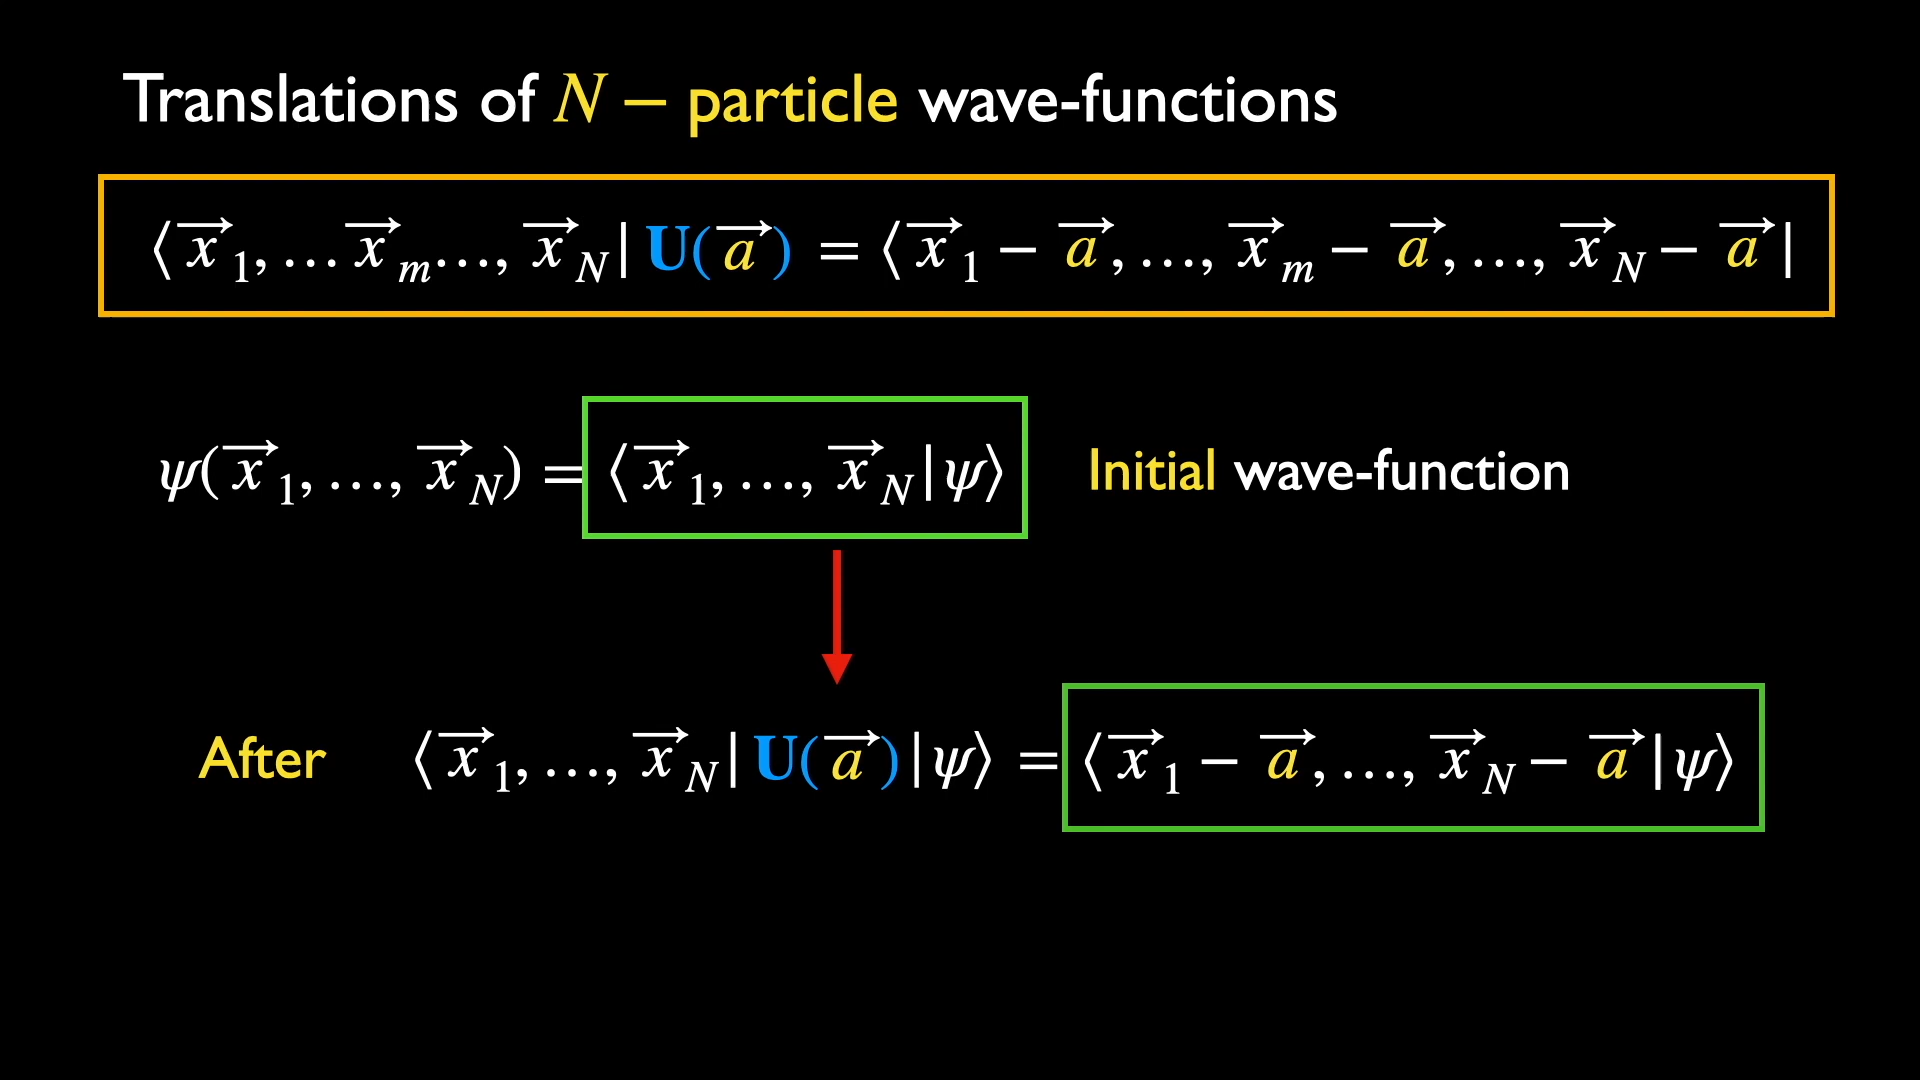 Translations of N − particle wave-functions
⟨x⃗₁, …x⃗ₘ…, x⃗_N | U(a⃗) = ⟨x⃗₁ − a⃗, …, x⃗ₘ − a⃗, …, x⃗_N − a⃗ |
ψ(x⃗₁, …, x⃗_N) = ⟨x⃗₁, …, x⃗_N | ψ⟩ Initial wave-function
After ⟨x⃗₁, …, x⃗_N | U(a⃗) | ψ⟩ = ⟨x⃗₁ − a⃗, …, x⃗_N − a⃗ | ψ⟩